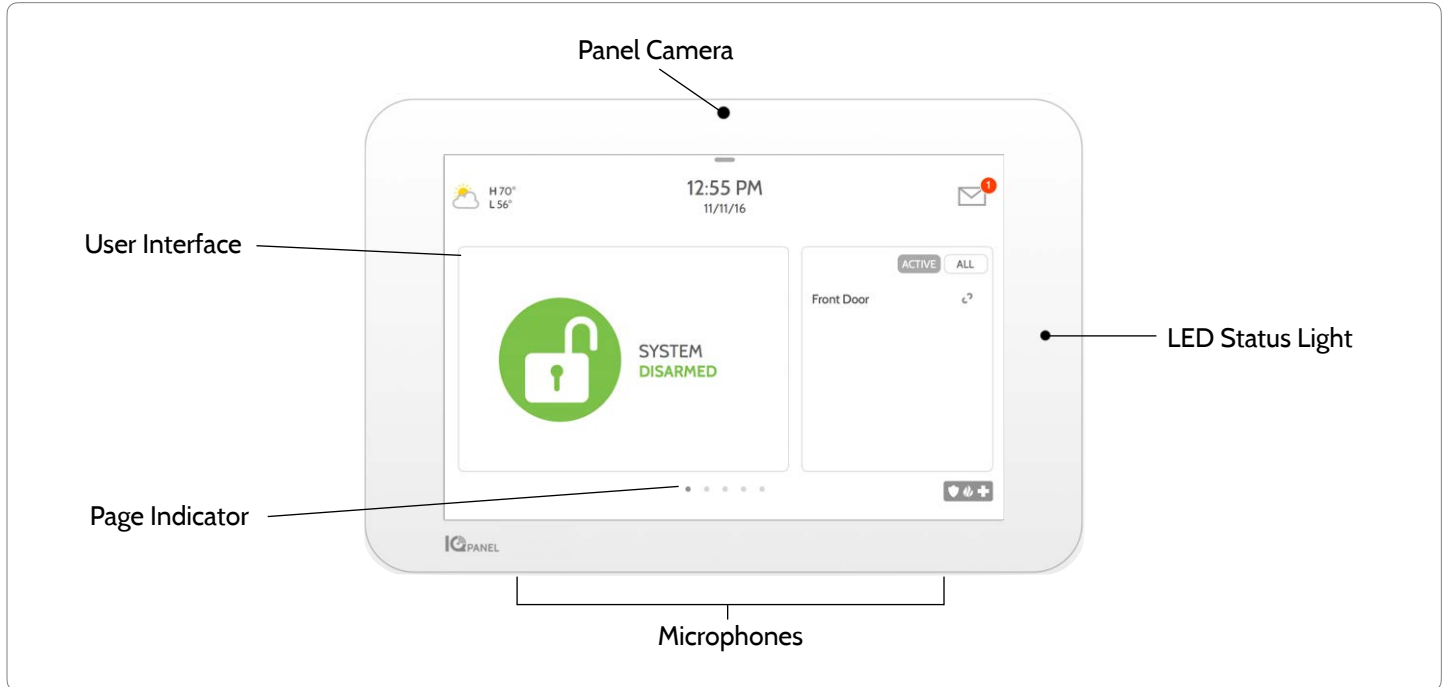 Panel Camera
H 70°
L 56°
12:55 PM
11/11/16
1
User Interface
ACTIVE ALL
Front Door
SYSTEM
DISARMED
LED Status Light
Page Indicator
IQ PANEL
Microphones